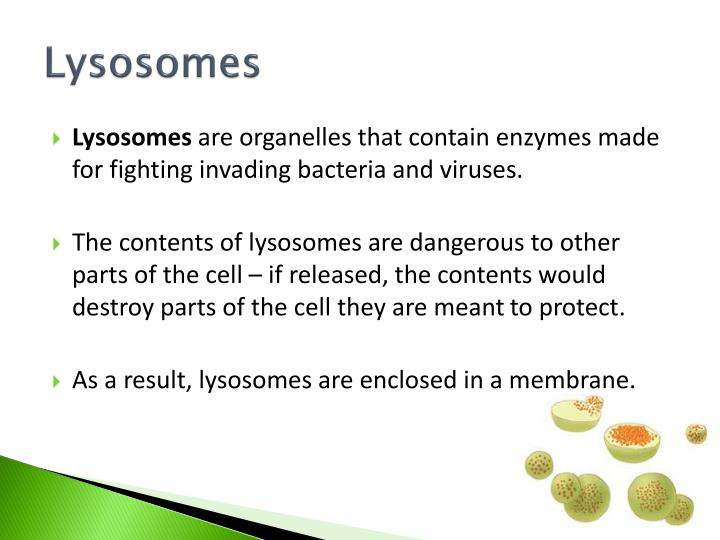 Lysosomes
Lysosomes are organelles that contain enzymes made
for fighting invading bacteria and viruses.
The contents of lysosomes are dangerous to other
parts of the cell – if released, the contents would
destroy parts of the cell they are meant to protect.
As a result, lysosomes are enclosed in a membrane.